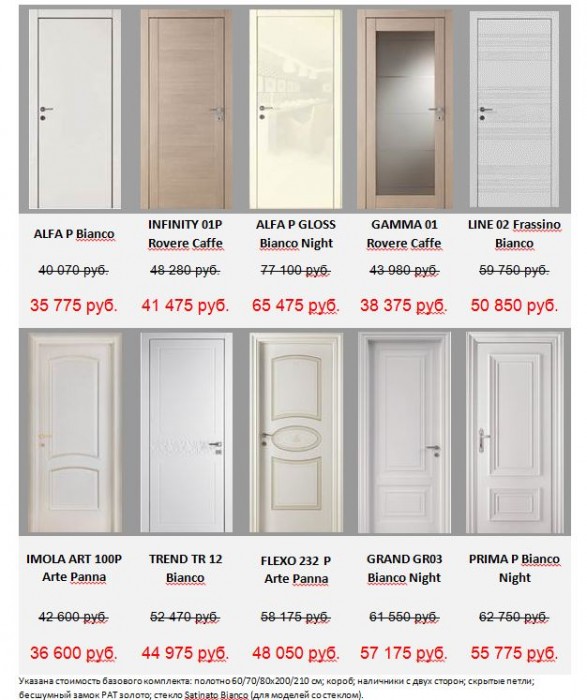 ALFA P Bianco
INFINITY 01P
Rovere Caffe
ALFA P GLOSS
Bianco Night
GAMMA 01
Rovere Caffe
LINE 02 Frassino
Bianco
40 070 руб.
48 280 руб.
77 100 руб.
43 980 руб.
59 750 руб.
35 775 руб.
41 475 руб.
65 475 руб.
38 375 руб.
50 850 руб.
IMOLA ART 100P
Arte Panna
TREND TR 12
Bianco
FLEXO 232 P
Arte Panna
GRAND GR03
Bianco Night
PRIMA P Bianco
Night
42 600 руб.
52 470 руб.
58 175 руб.
61 550 руб.
62 750 руб.
36 600 руб.
44 975 руб.
48 050 руб.
57 175 руб.
55 775 руб.
Указана стоимость базового комплекта: полотно 60/70/80х200/210 см; короб; наличники с двух сторон; скрытые петли;
бесшумный замок PAT золото; стекло Satinato Bianco (для моделей со стеклом).